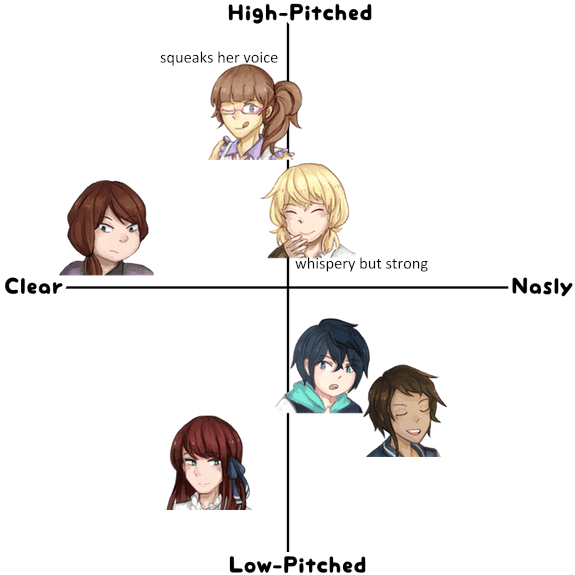 High-Pitched
squeaks her voice
whispery but strong
Clear
Nasly
Low-Pitched